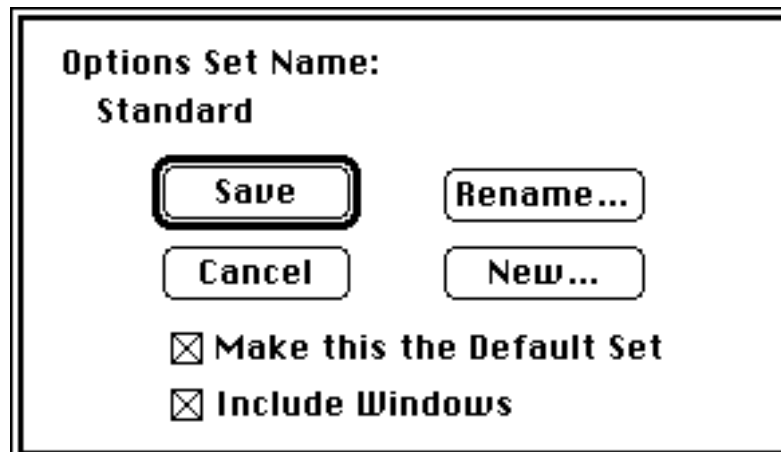 Options Set Name:
Standard
Save
Rename...
Cancel
New...
Make this the Default Set
Include Windows